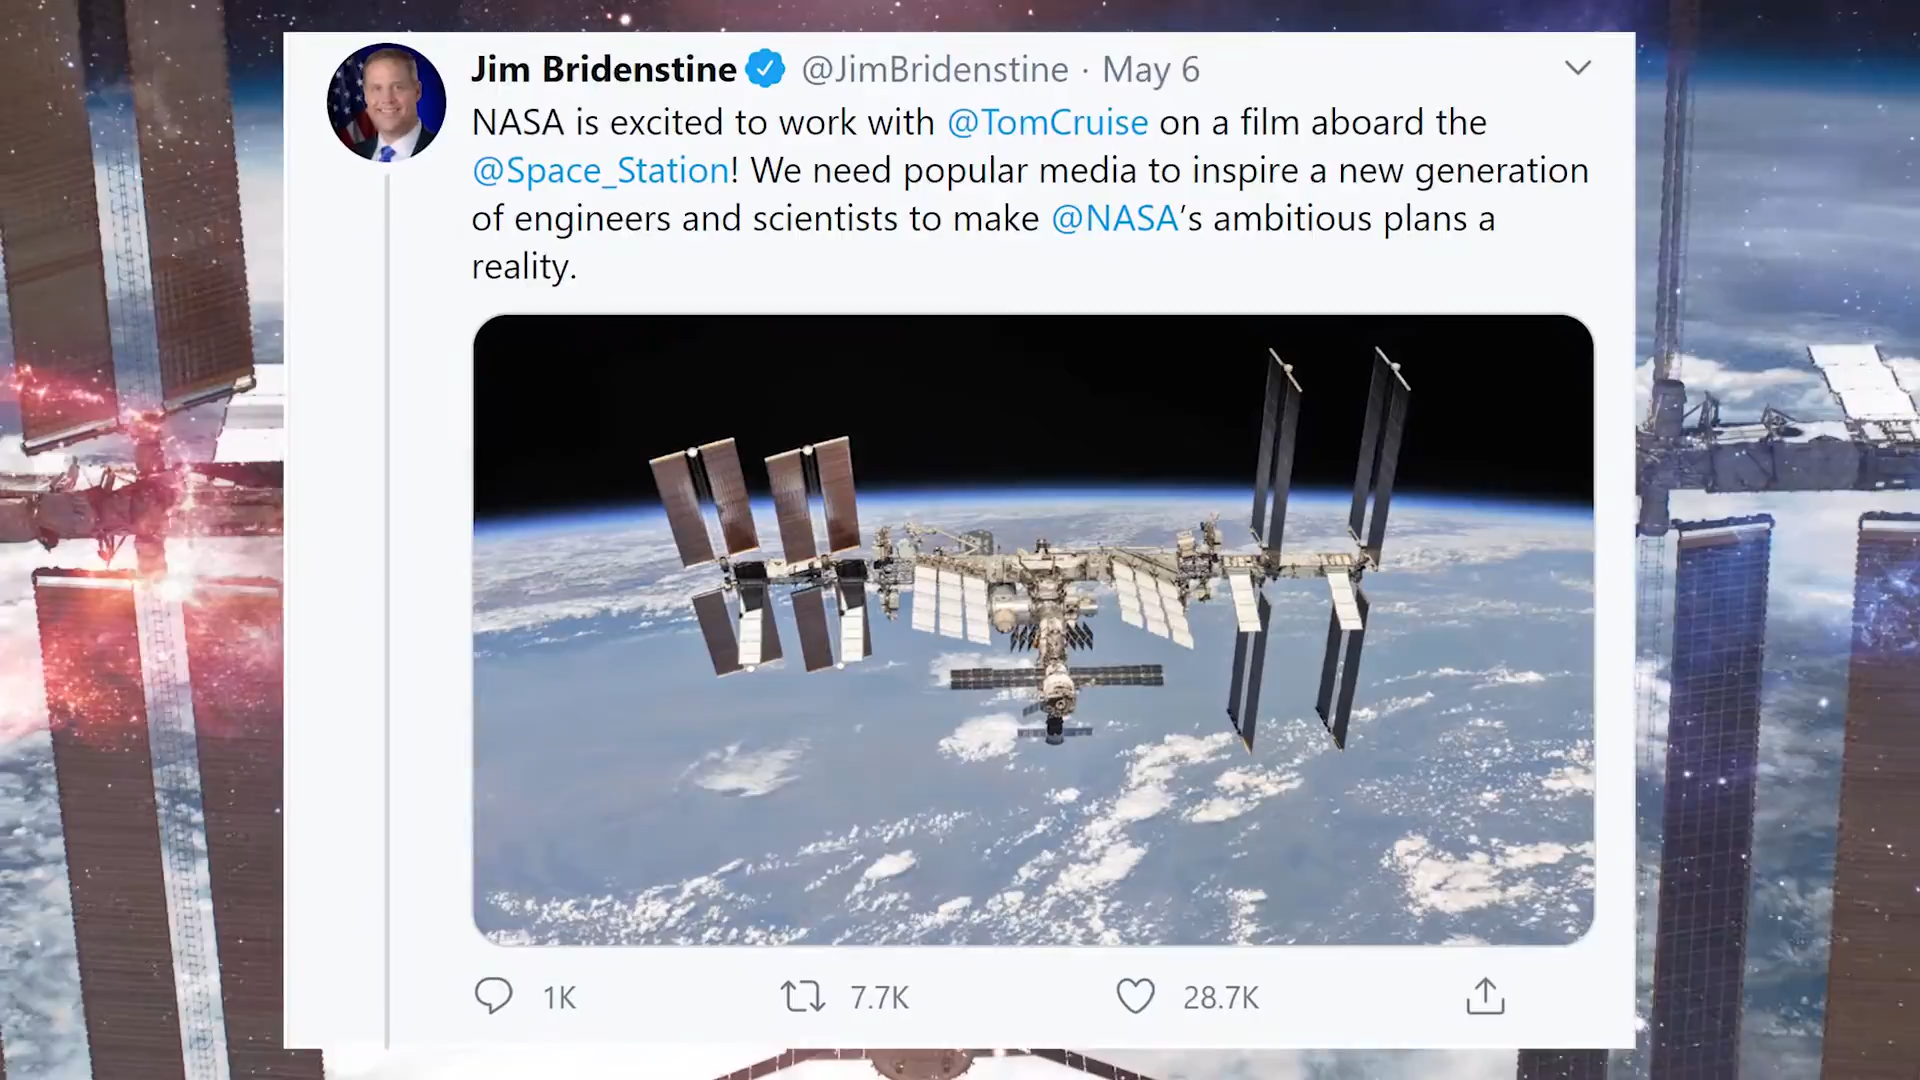 Jim Bridenstine @JimBridenstine · May 6
NASA is excited to work with @TomCruise on a film aboard the
@Space_Station! We need popular media to inspire a new generation
of engineers and scientists to make @NASA’s ambitious plans a
reality.
1K 7.7K 28.7K